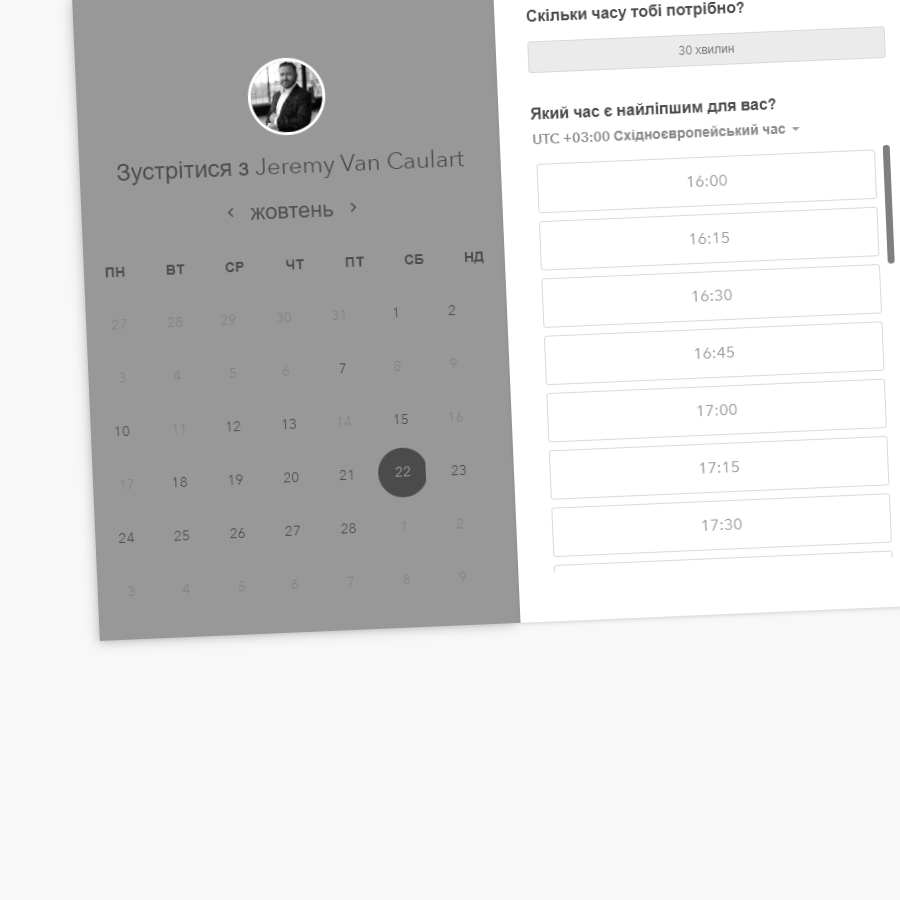 Зустрітися з Jeremy Van Caulart
‹ жовтень ›
ПН ВТ СР ЧТ ПТ СБ НД
27 28 29 30 31 1 2
3 4 5 6 7 8 9
10 11 12 13 14 15 16
17 18 19 20 21 22 23
24 25 26 27 28 1 2
3 4 5 6 7 8 9
Скільки часу тобі потрібно?
30 хвилин
Який час є найліпшим для вас?
UTC +03:00 Східноєвропейський час
16:00
16:15
16:30
16:45
17:00
17:15
17:30